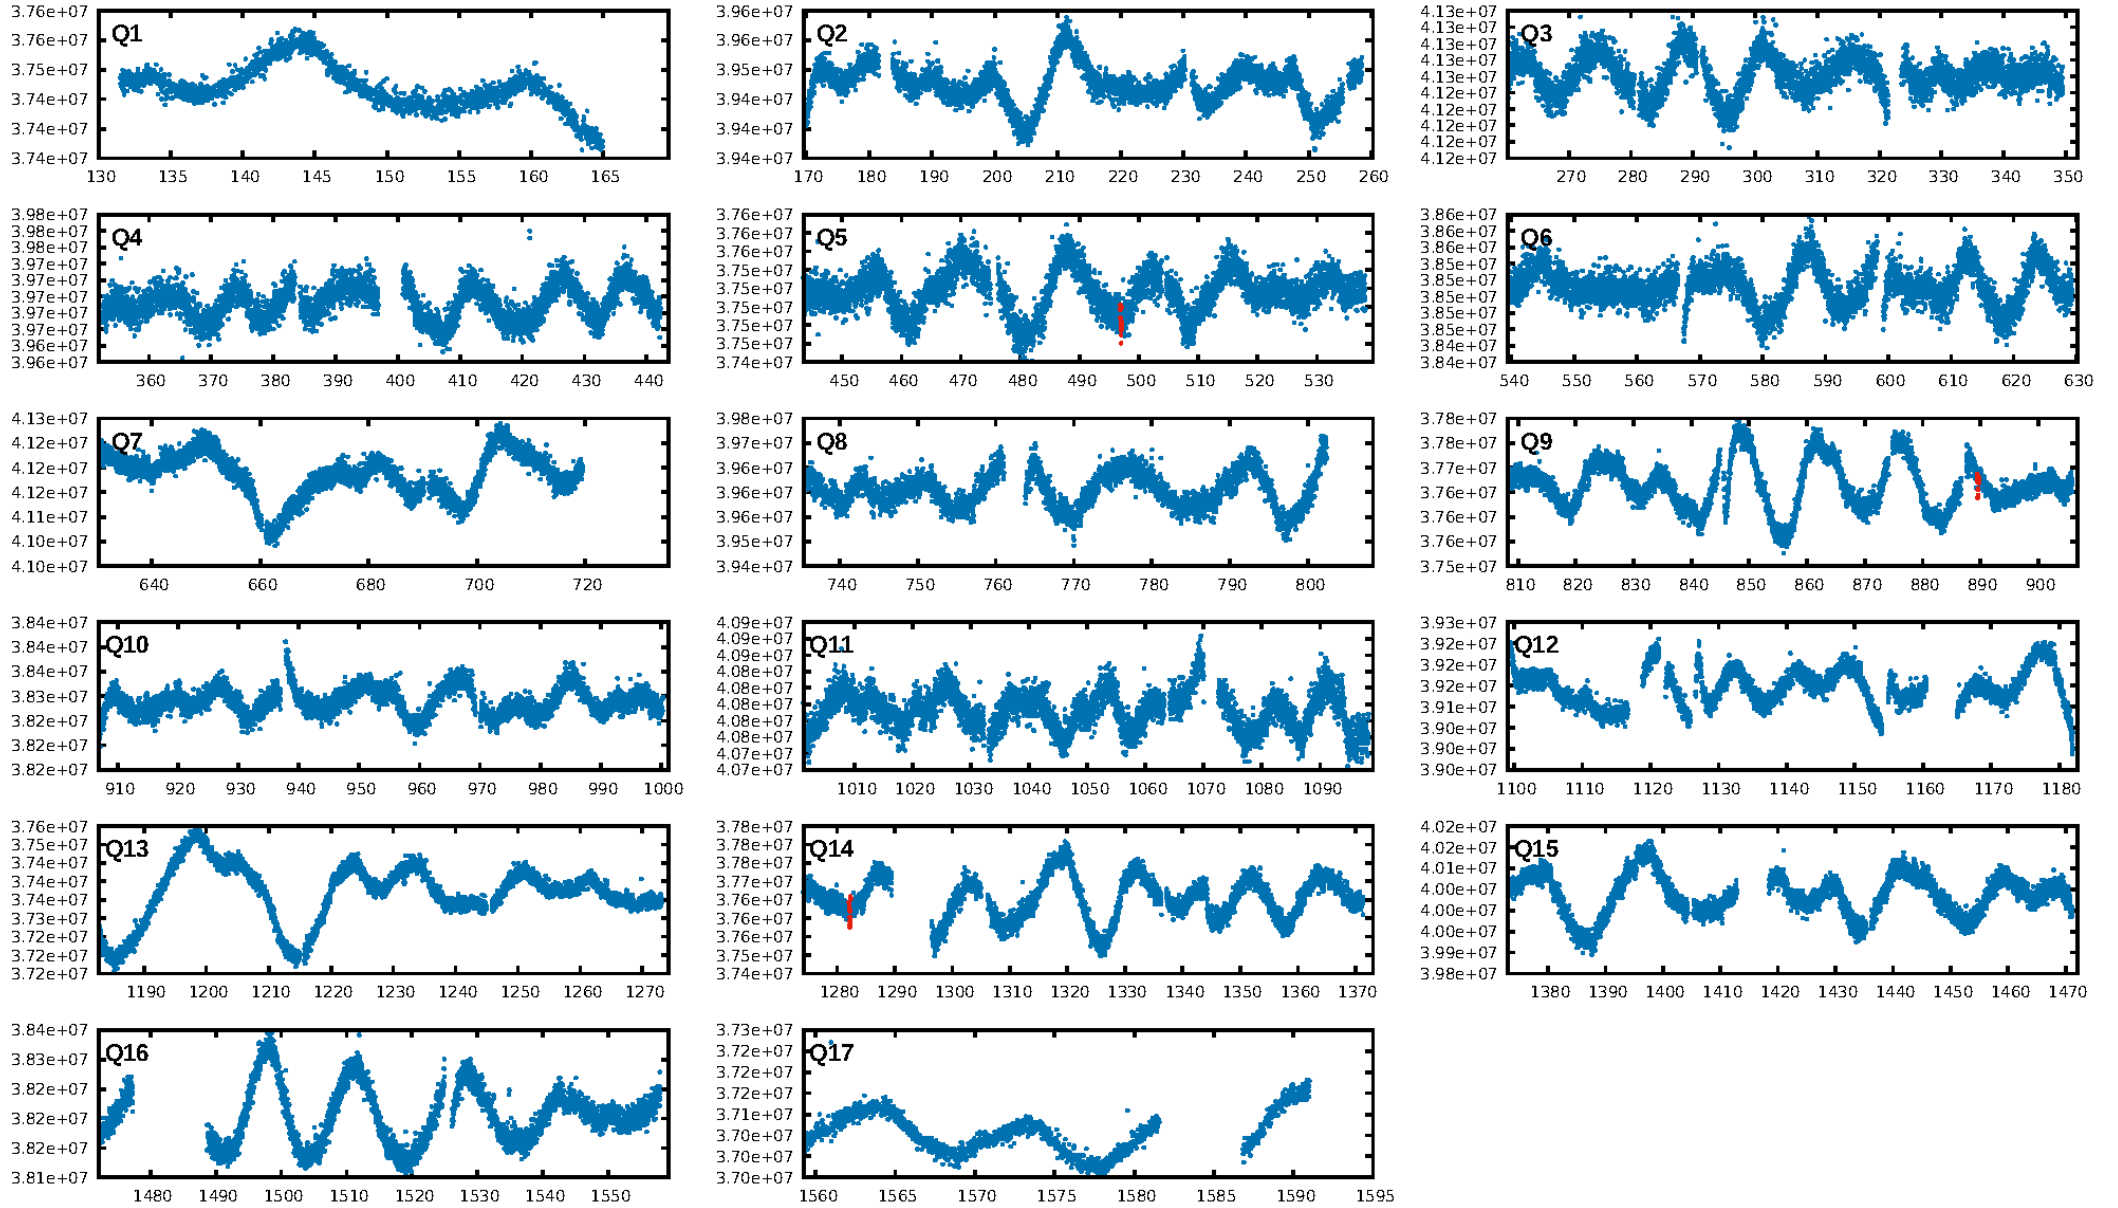 3.76e+07 3.76e+07 3.75e+07 3.74e+07 3.74e+07 3.74e+07
Q1
130 135 140 145 150 155 160 165
3.96e+07 3.96e+07 3.95e+07 3.94e+07 3.94e+07 3.94e+07
Q2
170 180 190 200 210 220 230 240 250 260
4.13e+07 4.13e+07 4.13e+07 4.13e+07 4.12e+07 4.12e+07 4.12e+07 4.12e+07 4.12e+07
Q3
270 280 290 300 310 320 330 340 350
3.98e+07 3.98e+07 3.97e+07 3.97e+07 3.97e+07 3.97e+07 3.97e+07 3.96e+07 3.96e+07
Q4
360 370 380 390 400 410 420 430 440
3.76e+07 3.76e+07 3.75e+07 3.75e+07 3.75e+07 3.75e+07 3.75e+07 3.74e+07
Q5
450 460 470 480 490 500 510 520 530
3.86e+07 3.86e+07 3.86e+07 3.85e+07 3.85e+07 3.85e+07 3.85e+07 3.85e+07 3.84e+07 3.84e+07
Q6
540 550 560 570 580 590 600 610 620 630
4.13e+07 4.12e+07 4.12e+07 4.12e+07 4.11e+07 4.10e+07 4.10e+07
Q7
640 660 680 700 720
3.98e+07 3.97e+07 3.96e+07 3.96e+07 3.96e+07 3.95e+07 3.94e+07
Q8
740 750 760 770 780 790 800
3.78e+07 3.78e+07 3.77e+07 3.76e+07 3.76e+07 3.76e+07 3.75e+07
Q9
810 820 830 840 850 860 870 880 890 900
3.84e+07 3.84e+07 3.84e+07 3.83e+07 3.82e+07 3.82e+07 3.82e+07
Q10
910 920 930 940 950 960 970 980 990 1000
4.09e+07 4.09e+07 4.09e+07 4.08e+07 4.08e+07 4.08e+07 4.08e+07 4.08e+07 4.07e+07 4.07e+07
Q11
1010 1020 1030 1040 1050 1060 1070 1080 1090
3.93e+07 3.92e+07 3.92e+07 3.92e+07 3.91e+07 3.90e+07 3.90e+07 3.90e+07
Q12
1100 1110 1120 1130 1140 1150 1160 1170 1180
3.76e+07 3.75e+07 3.74e+07 3.74e+07 3.74e+07 3.73e+07 3.72e+07 3.72e+07 3.72e+07
Q13
1190 1200 1210 1220 1230 1240 1250 1260 1270
3.78e+07 3.78e+07 3.78e+07 3.77e+07 3.76e+07 3.76e+07 3.76e+07 3.75e+07 3.74e+07
Q14
1280 1290 1300 1310 1320 1330 1340 1350 1360 1370
4.02e+07 4.02e+07 4.01e+07 4.00e+07 4.00e+07 4.00e+07 3.99e+07 3.98e+07
Q15
1380 1390 1400 1410 1420 1430 1440 1450 1460 1470
3.84e+07 3.83e+07 3.82e+07 3.82e+07 3.82e+07 3.81e+07
Q16
1480 1490 1500 1510 1520 1530 1540 1550
3.73e+07 3.72e+07 3.72e+07 3.71e+07 3.70e+07 3.70e+07 3.70e+07
Q17
1560 1565 1570 1575 1580 1585 1590 1595